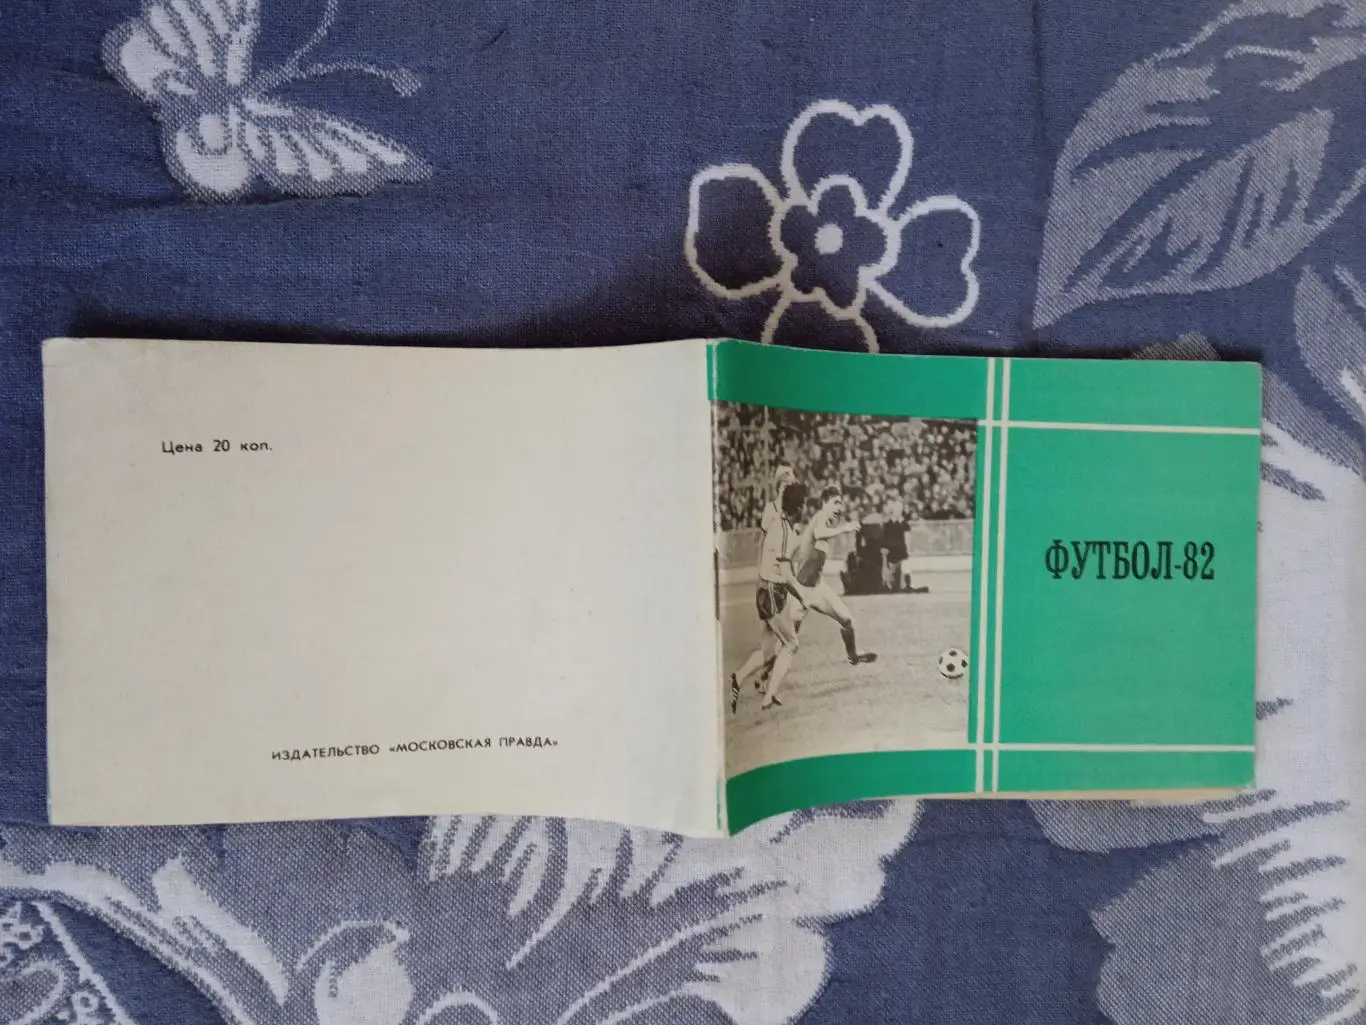 Цена 20 коп.
ИЗДАТЕЛЬСТВО «МОСКОВСКАЯ ПРАВДА»
ФУТБОЛ-82